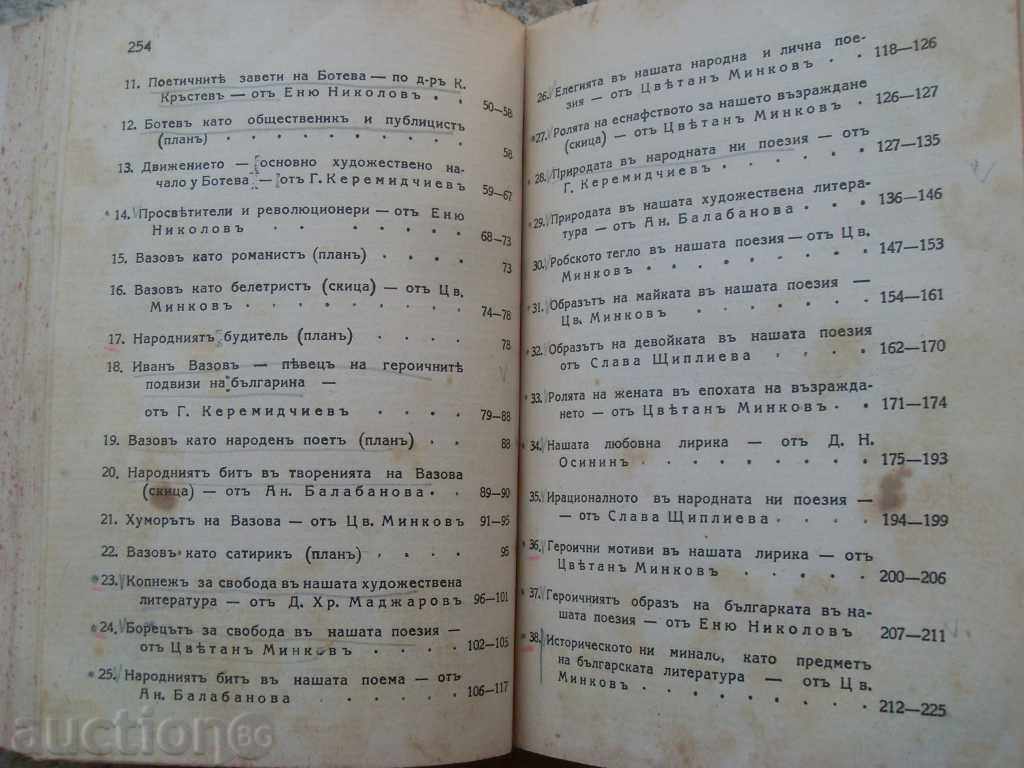 254
11. Поетичните завети на Ботева — по д-ръ К.
Кръстев — отъ Еню Николовъ . . 50—58
12. Ботевъ като общественикъ и публицистъ
(планъ) . . . . . . . . 58
13. Движението — основно художествено на-
чало у Ботева — отъ Г. Керемидчиевъ 59—67
14. Просвѣтители и революционери — отъ Еню
Николовъ . . . . . . 68—73
15. Вазовъ като романистъ (планъ) . . . . 73
16. Вазовъ като белетристъ (скица) — отъ Цв.
Минковъ . . . . . . . 74—78
17. Народниятъ будитель (планъ) . . . . 78
18. Иванъ Вазовъ — пѣвецъ на героичните
подвизи на българина —
отъ Г. Керемидчиевъ . . . . 79—88
19. Вазовъ като народенъ поетъ (планъ) . . 88
20. Народниятъ битъ въ творенията на Вазова
(скица) — отъ Ан. Балабанова . . 89—90
21. Хуморътъ на Вазова — отъ Цв. Минковъ 91—95
22. Вазовъ като сатирикъ (планъ) . . . . 95
23. Копнежъ за свобода въ нашата художествена
литература — отъ Д. Хр. Маджаровъ 96—101
24. Борецътъ за свобода въ нашата поезия —
отъ Цвѣтанъ Минковъ . . . . 102—105
25. Народниятъ битъ въ нашата поема — отъ
Ан. Балабанова . . . . . 106—117
26. Елегията въ нашата народна и лична пое-
зия — отъ Цвѣтанъ Минковъ . . 118—126
27. Ролята на еснафството за нашето възраждане
(скица) — отъ Цвѣтанъ Минковъ . . 126—127
28. Природата въ народната ни поезия — отъ
Г. Керемидчиевъ . . . . . 127—135
29. Природата въ нашата художествена литера-
тура — отъ Ан. Балабанова . . . 136—146
30. Робското тегло въ нашата поезия — отъ Цв.
Минковъ . . . . . . . 147—153
31. Образътъ на майката въ нашата поезия —
Цв. Минковъ . . . . . . 154—161
32. Образътъ на девойката въ нашата поезия
отъ Слава Щиплиева . . . . 162—170
33. Ролята на жената въ епохата на възражда-
нето — отъ Цвѣтанъ Минковъ . . . 171—174
34. Нашата любовна лирика — отъ Д. Н.
Осининъ . . . . . . . 175—193
35. Ирационалното въ народната ни поезия —
— отъ Слава Щиплиева . . . . 194—199
36. Героични мотиви въ нашата лирика — отъ
Цвѣтанъ Минковъ . . . . . 200—206
37. Героичниятъ образъ на българката въ на-
шата поезия — отъ Еню Николовъ . 207—211
38. Историческото ни минало, като предметъ
на българската литература — отъ Цв.
Минковъ . . . . . . . 212—225
auction BG